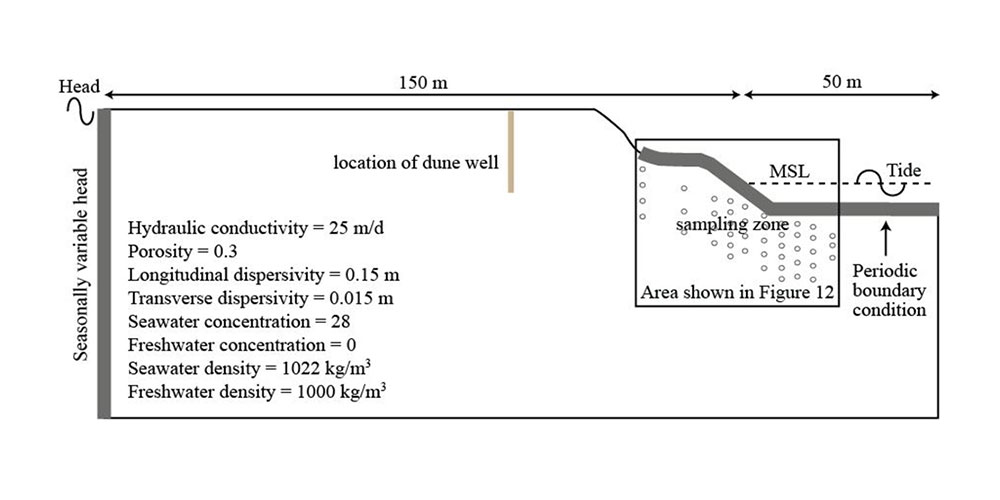 150 m
50 m
Head
Seasonally variable head
location of dune well
MSL
Tide
sampling zone
Area shown in Figure 12
Periodic
boundary
condition
Hydraulic conductivity = 25 m/d
Porosity = 0.3
Longitudinal dispersivity = 0.15 m
Transverse dispersivity = 0.015 m
Seawater concentration = 28
Freshwater concentration = 0
Seawater density = 1022 kg/m³
Freshwater density = 1000 kg/m³